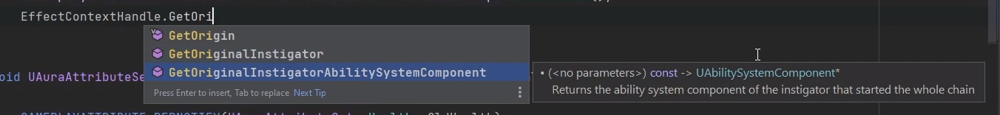 EffectContextHandle.GetOri
GetOrigin
GetOriginalInstigator
GetOriginalInstigatorAbilitySystemComponent
• (<no parameters>) const -> UAbilitySystemComponent*
Returns the ability system component of the instigator that started the whole chain
oid UAuraAttributeSe
Press Enter to insert, Tab to replace Next Tip